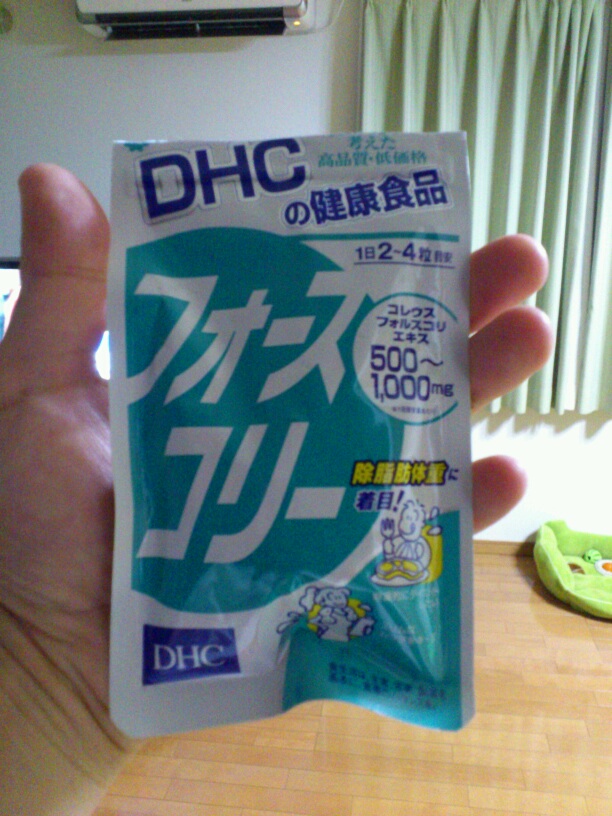 考えた
高品質・低価格
DHC
の健康食品
1日2～4粒目安
フォース
コリー
コレウス
フォルスコリ
エキス
500～
1,000mg
除脂肪体重に
着目!
DHC